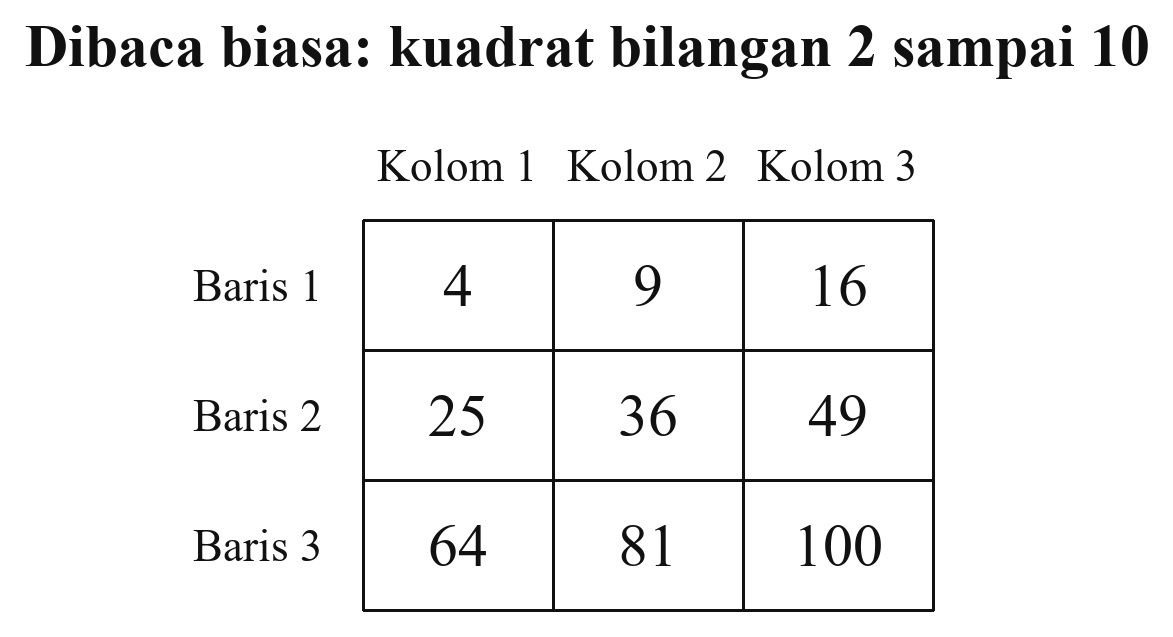 Dibaca biasa: kuadrat bilangan 2 sampai 10
Kolom 1 Kolom 2 Kolom 3
Baris 1 4 9 16
Baris 2 25 36 49
Baris 3 64 81 100